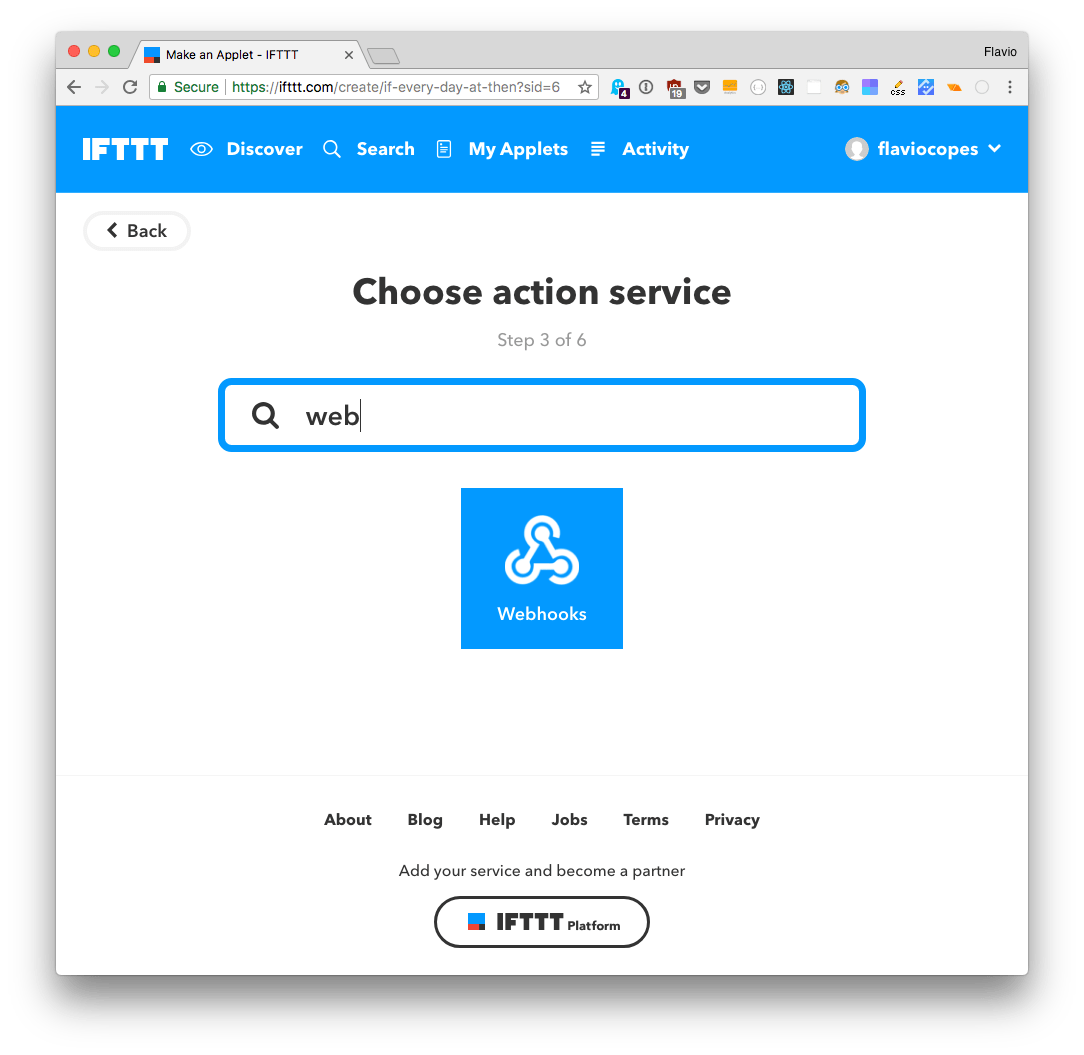 Make an Applet - IFTTT
Flavio
Secure https://ifttt.com/create/if-every-day-at-then?sid=6
4
19
css
IFTTT Discover Search My Applets Activity flaviocopes
Back
Choose action service
Step 3 of 6
web
Webhooks
About Blog Help Jobs Terms Privacy
Add your service and become a partner
IFTTT Platform